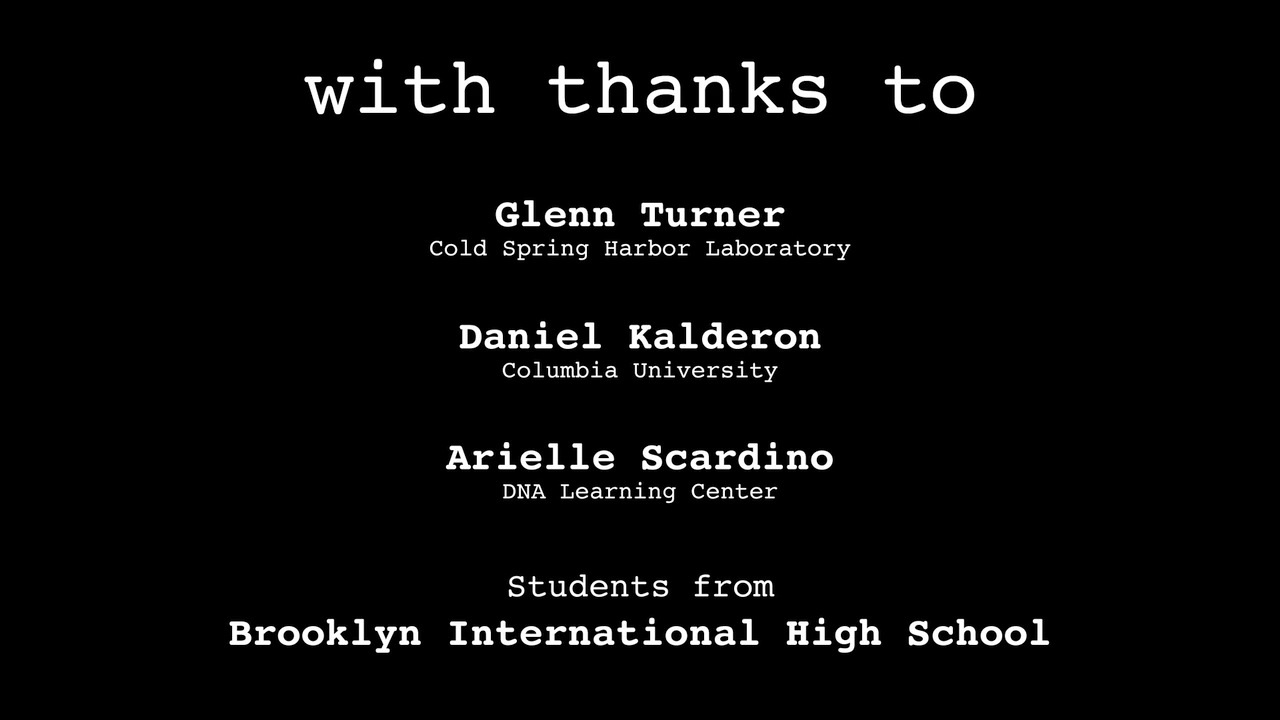 with thanks to
Glenn Turner
Cold Spring Harbor Laboratory
Daniel Kalderon
Columbia University
Arielle Scardino
DNA Learning Center
Students from
Brooklyn International High School